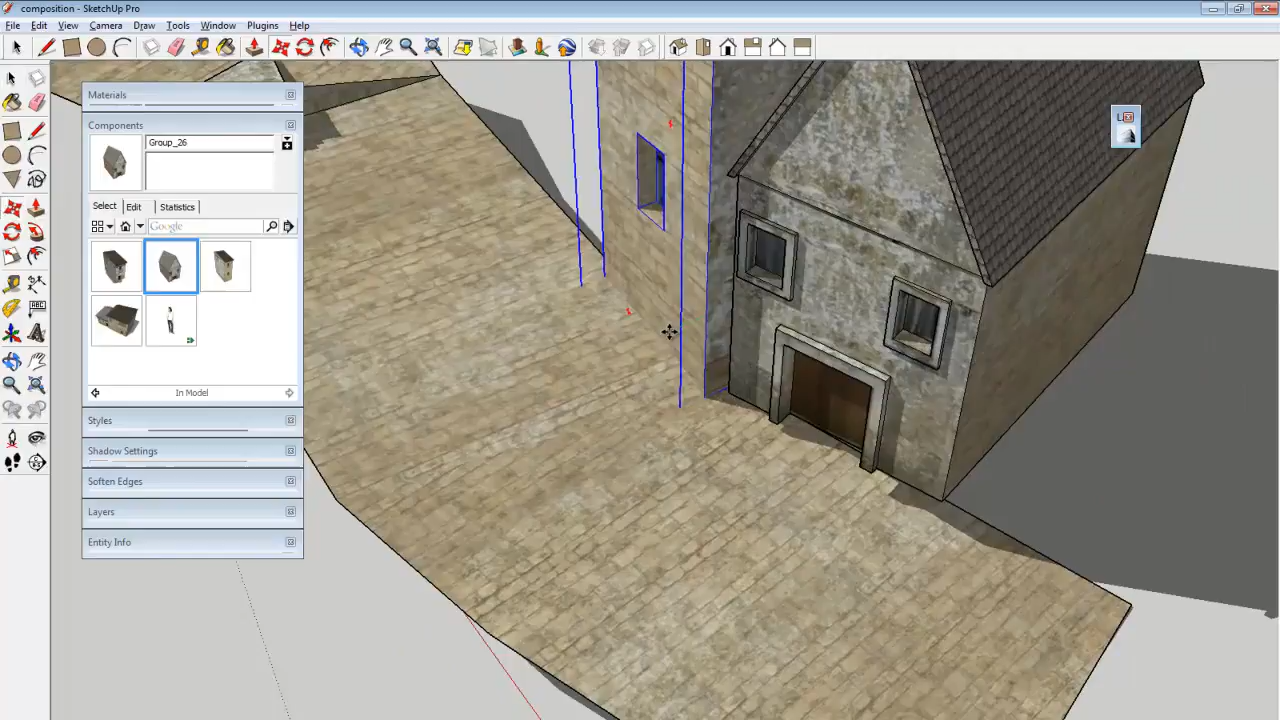 composition - SketchUp Pro
File Edit View Camera Draw Tools Window Plugins Help
Materials
Components
Group_26
Select Edit Statistics
Google
In Model
Styles
Shadow Settings
Soften Edges
Layers
Entity Info
L